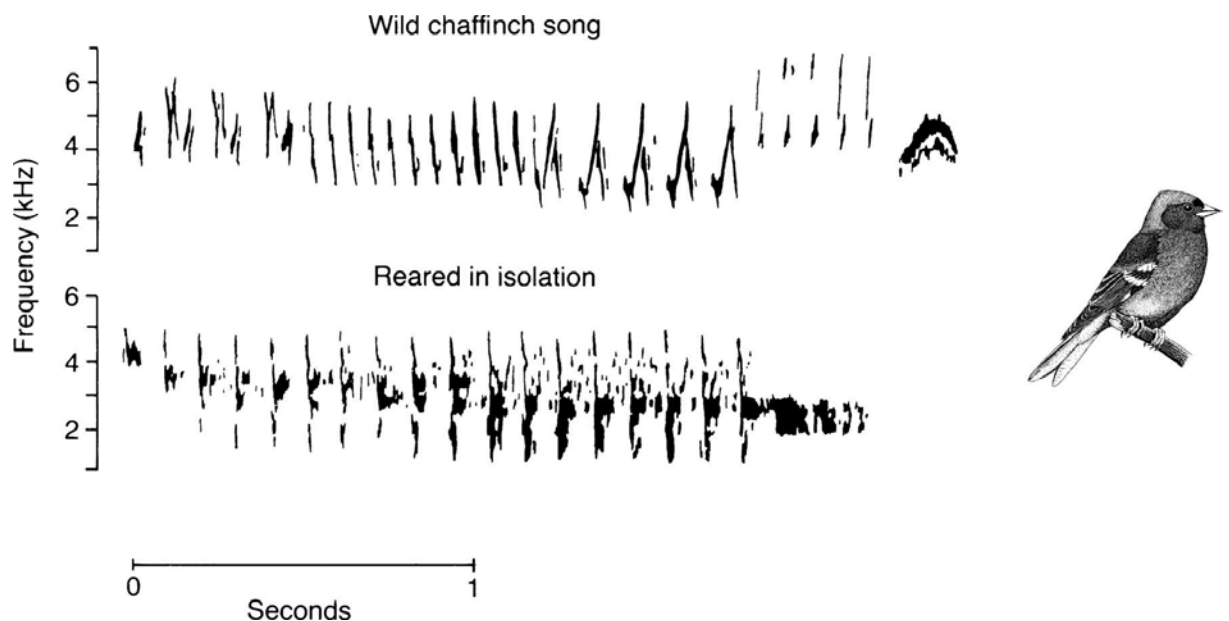 Wild chaffinch song
6
4
2
Frequency (kHz)
Reared in isolation
6
4
2
0
1
Seconds